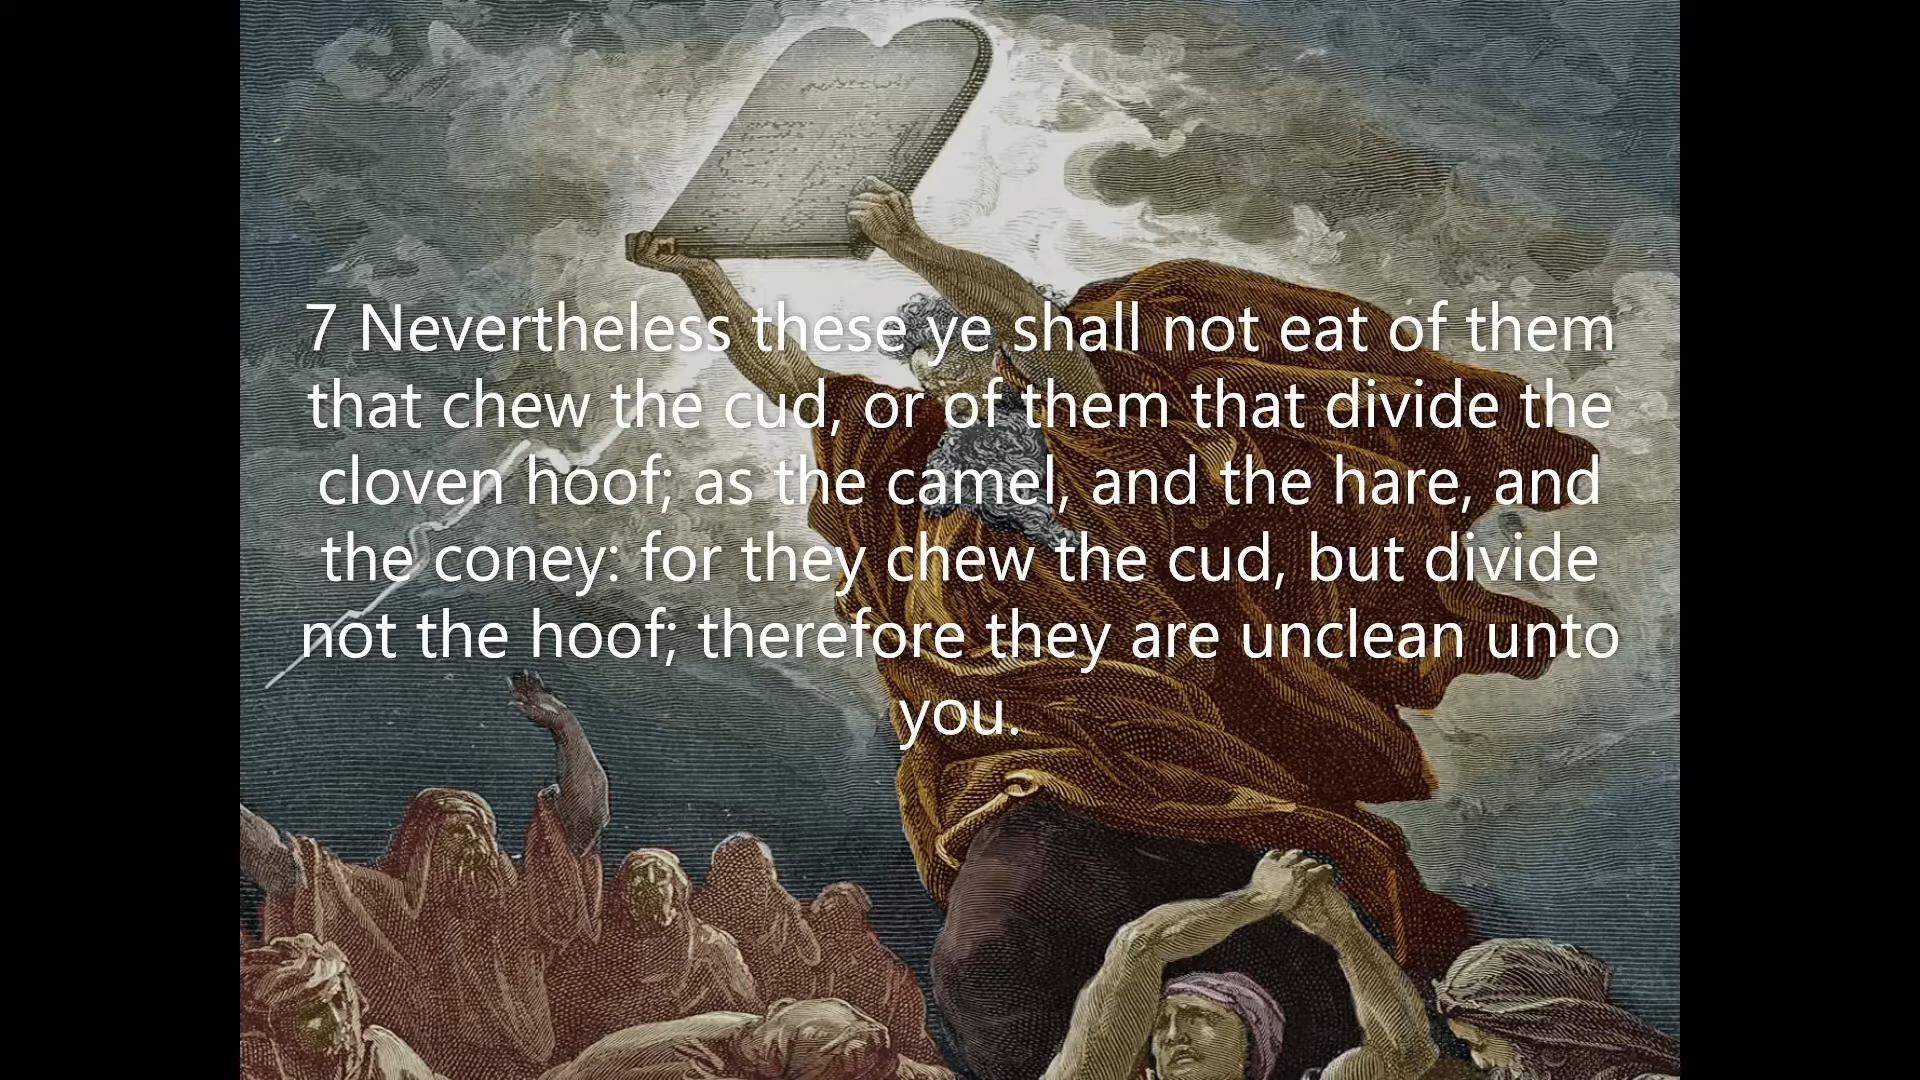 7 Nevertheless these ye shall not eat of them
that chew the cud, or of them that divide the
cloven hoof; as the camel, and the hare, and
the coney: for they chew the cud, but divide
not the hoof; therefore they are unclean unto
you.